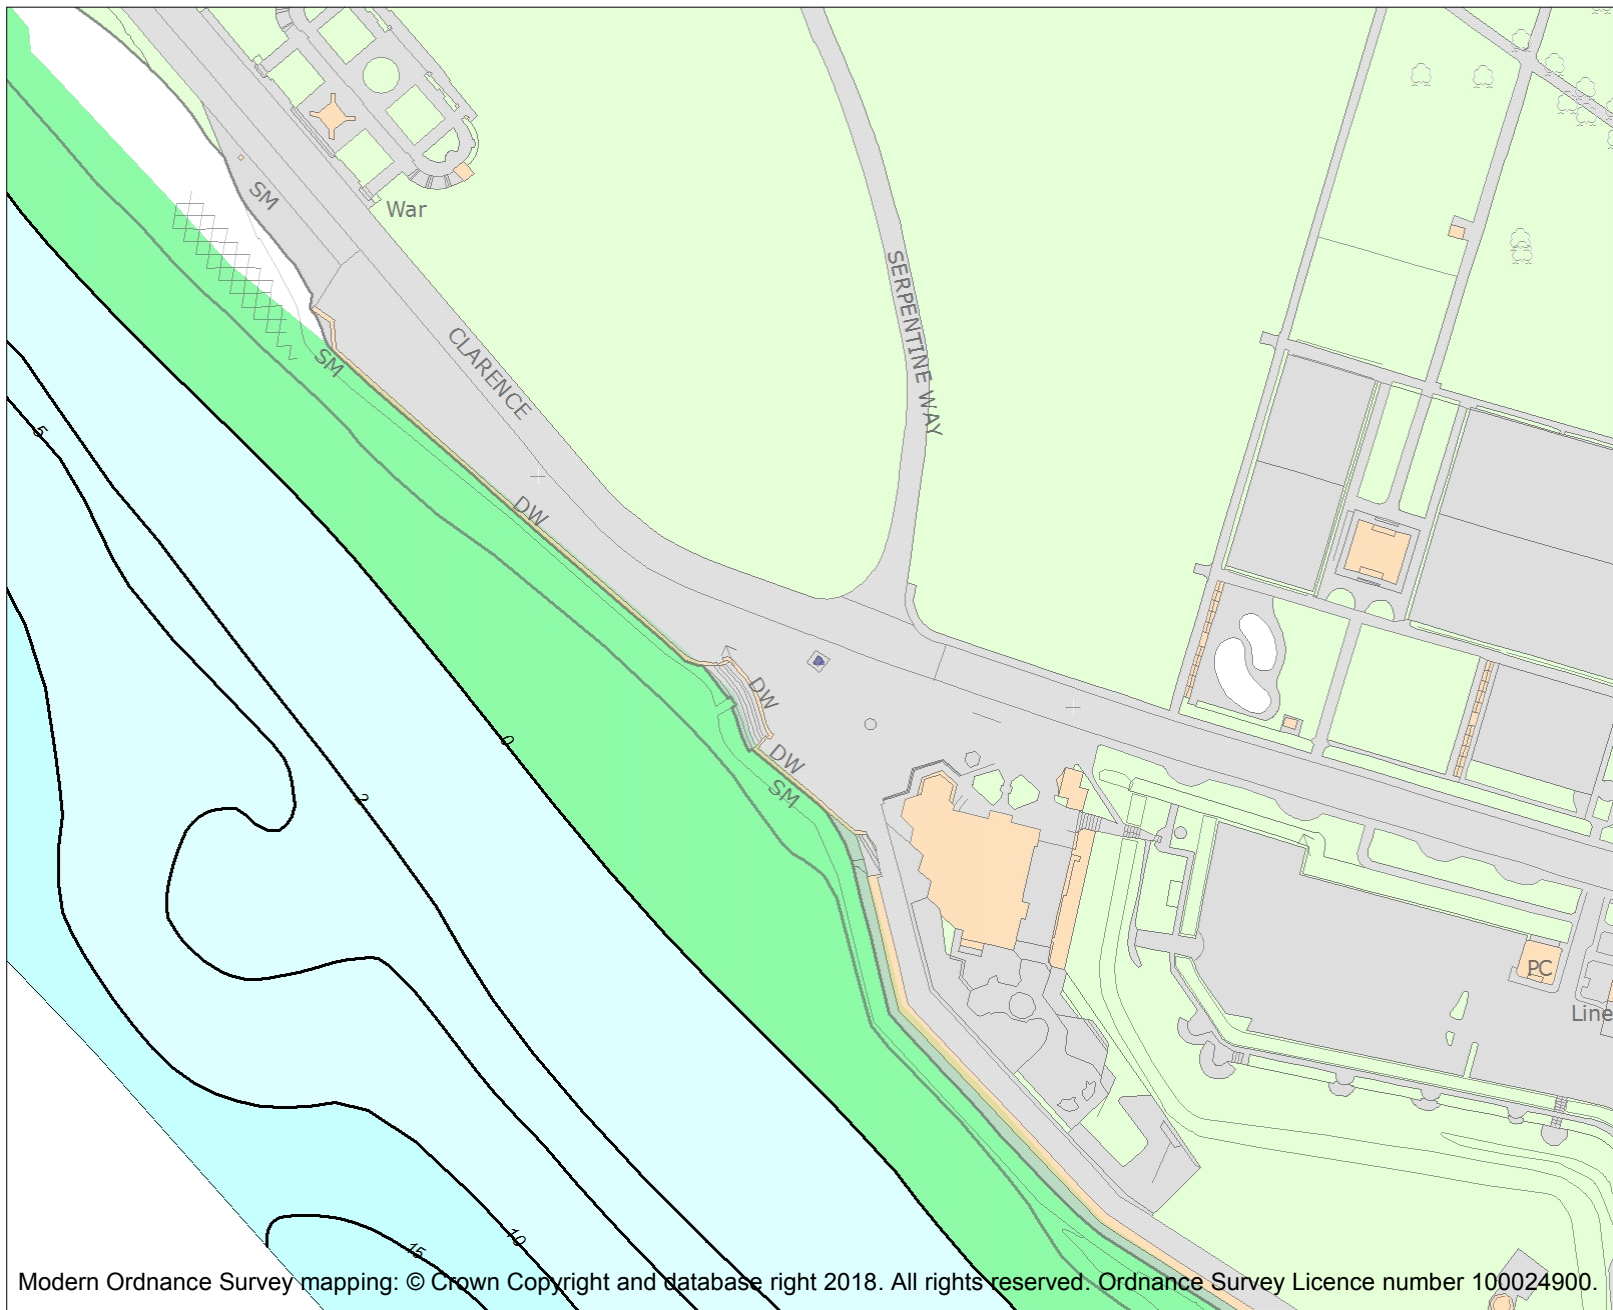 SM
War
SERPENTINE WAY
CLARENCE
SM
5
DW
DW
0
DW
2
SM
PC
Line
10
15
Modern Ordnance Survey mapping: © Crown Copyright and database right 2018. All rights reserved. Ordnance Survey Licence number 100024900.